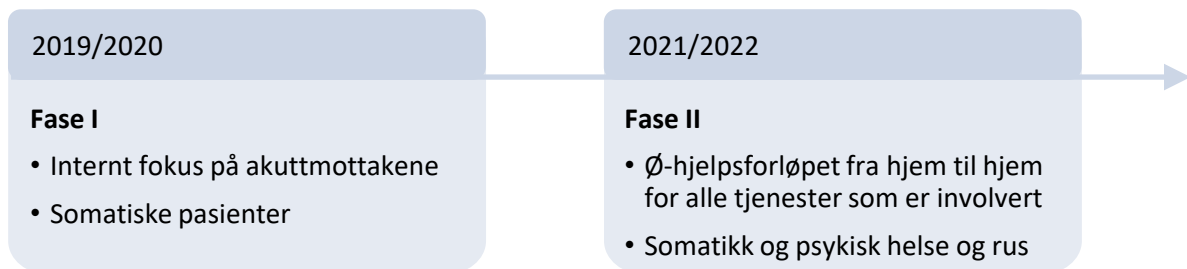 2019/2020
Fase I
• Internt fokus på akuttmottakene
• Somatiske pasienter
2021/2022
Fase II
• Ø-hjelpsforløpet fra hjem til hjem
for alle tjenester som er involvert
• Somatikk og psykisk helse og rus